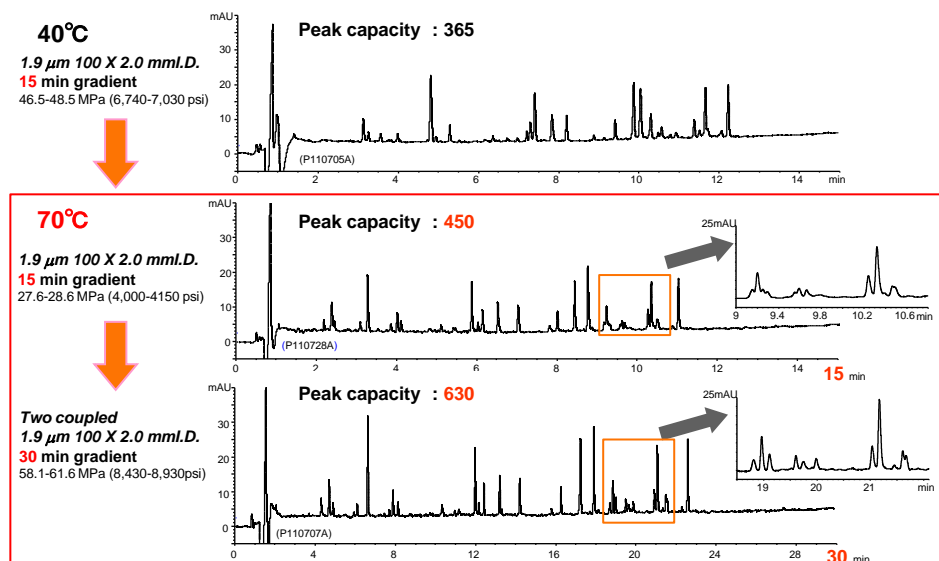 40℃
1.9 μm 100 X 2.0 mmI.D.
15 min gradient
46.5-48.5 MPa (6,740-7,030 psi)
mAU
Peak capacity : 365
30
20
10
0
(P110705A)
0 2 4 6 8 10 12 14 min
70℃
1.9 μm 100 X 2.0 mmI.D.
15 min gradient
27.6-28.6 MPa (4,000-4150 psi)
mAU
Peak capacity : 450
30
20
10
0
(P110728A)
0 2 4 6 8 10 12 14 15 min
25mAU
9 9.4 9.8 10.2 10.6 min
Two coupled
1.9 μm 100 X 2.0 mmI.D.
30 min gradient
58.1-61.6 MPa (8,430-8,930psi)
mAU
Peak capacity : 630
30
20
10
0
(P110707A)
0 4 8 12 16 20 24 28 30 min
25mAU
19 20 21 min